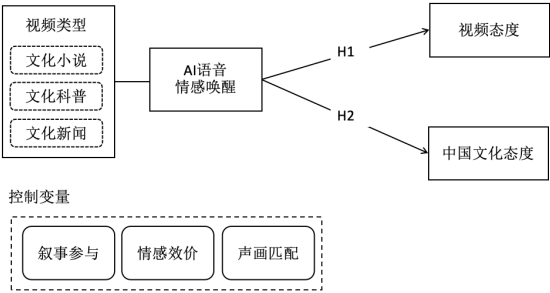 视频类型
文化小说
文化科普
文化新闻
AI语音
情感唤醒
H1
H2
视频态度
中国文化态度
控制变量
叙事参与
情感效价
声画匹配